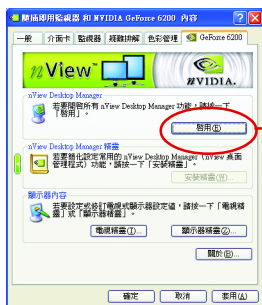 隨插即用監視器 和 NVIDIA GeForce 6200 內容
一般 介面卡 監視器 疑難排解 色彩管理 GeForce 6200
nView™
NVIDIA.
nView Desktop Manager
若要開啓所有 nView Desktop Manager 功能，請按一下「啓用」。
啓用(E)
nView Desktop Manager 精靈
若要簡化設定常用的 nView Desktop Manager (nView 桌面管理程式) 功能，請按一下「安裝精靈」。
安裝精靈(W)...
顯示器內容
若要設定或修訂電視或顯示器設定值，請按一下「電視精靈」或「顯示器精靈」。
電視精靈(T)... 顯示器精靈(Z)...
關於(B)...
確定 取消 套用(A)